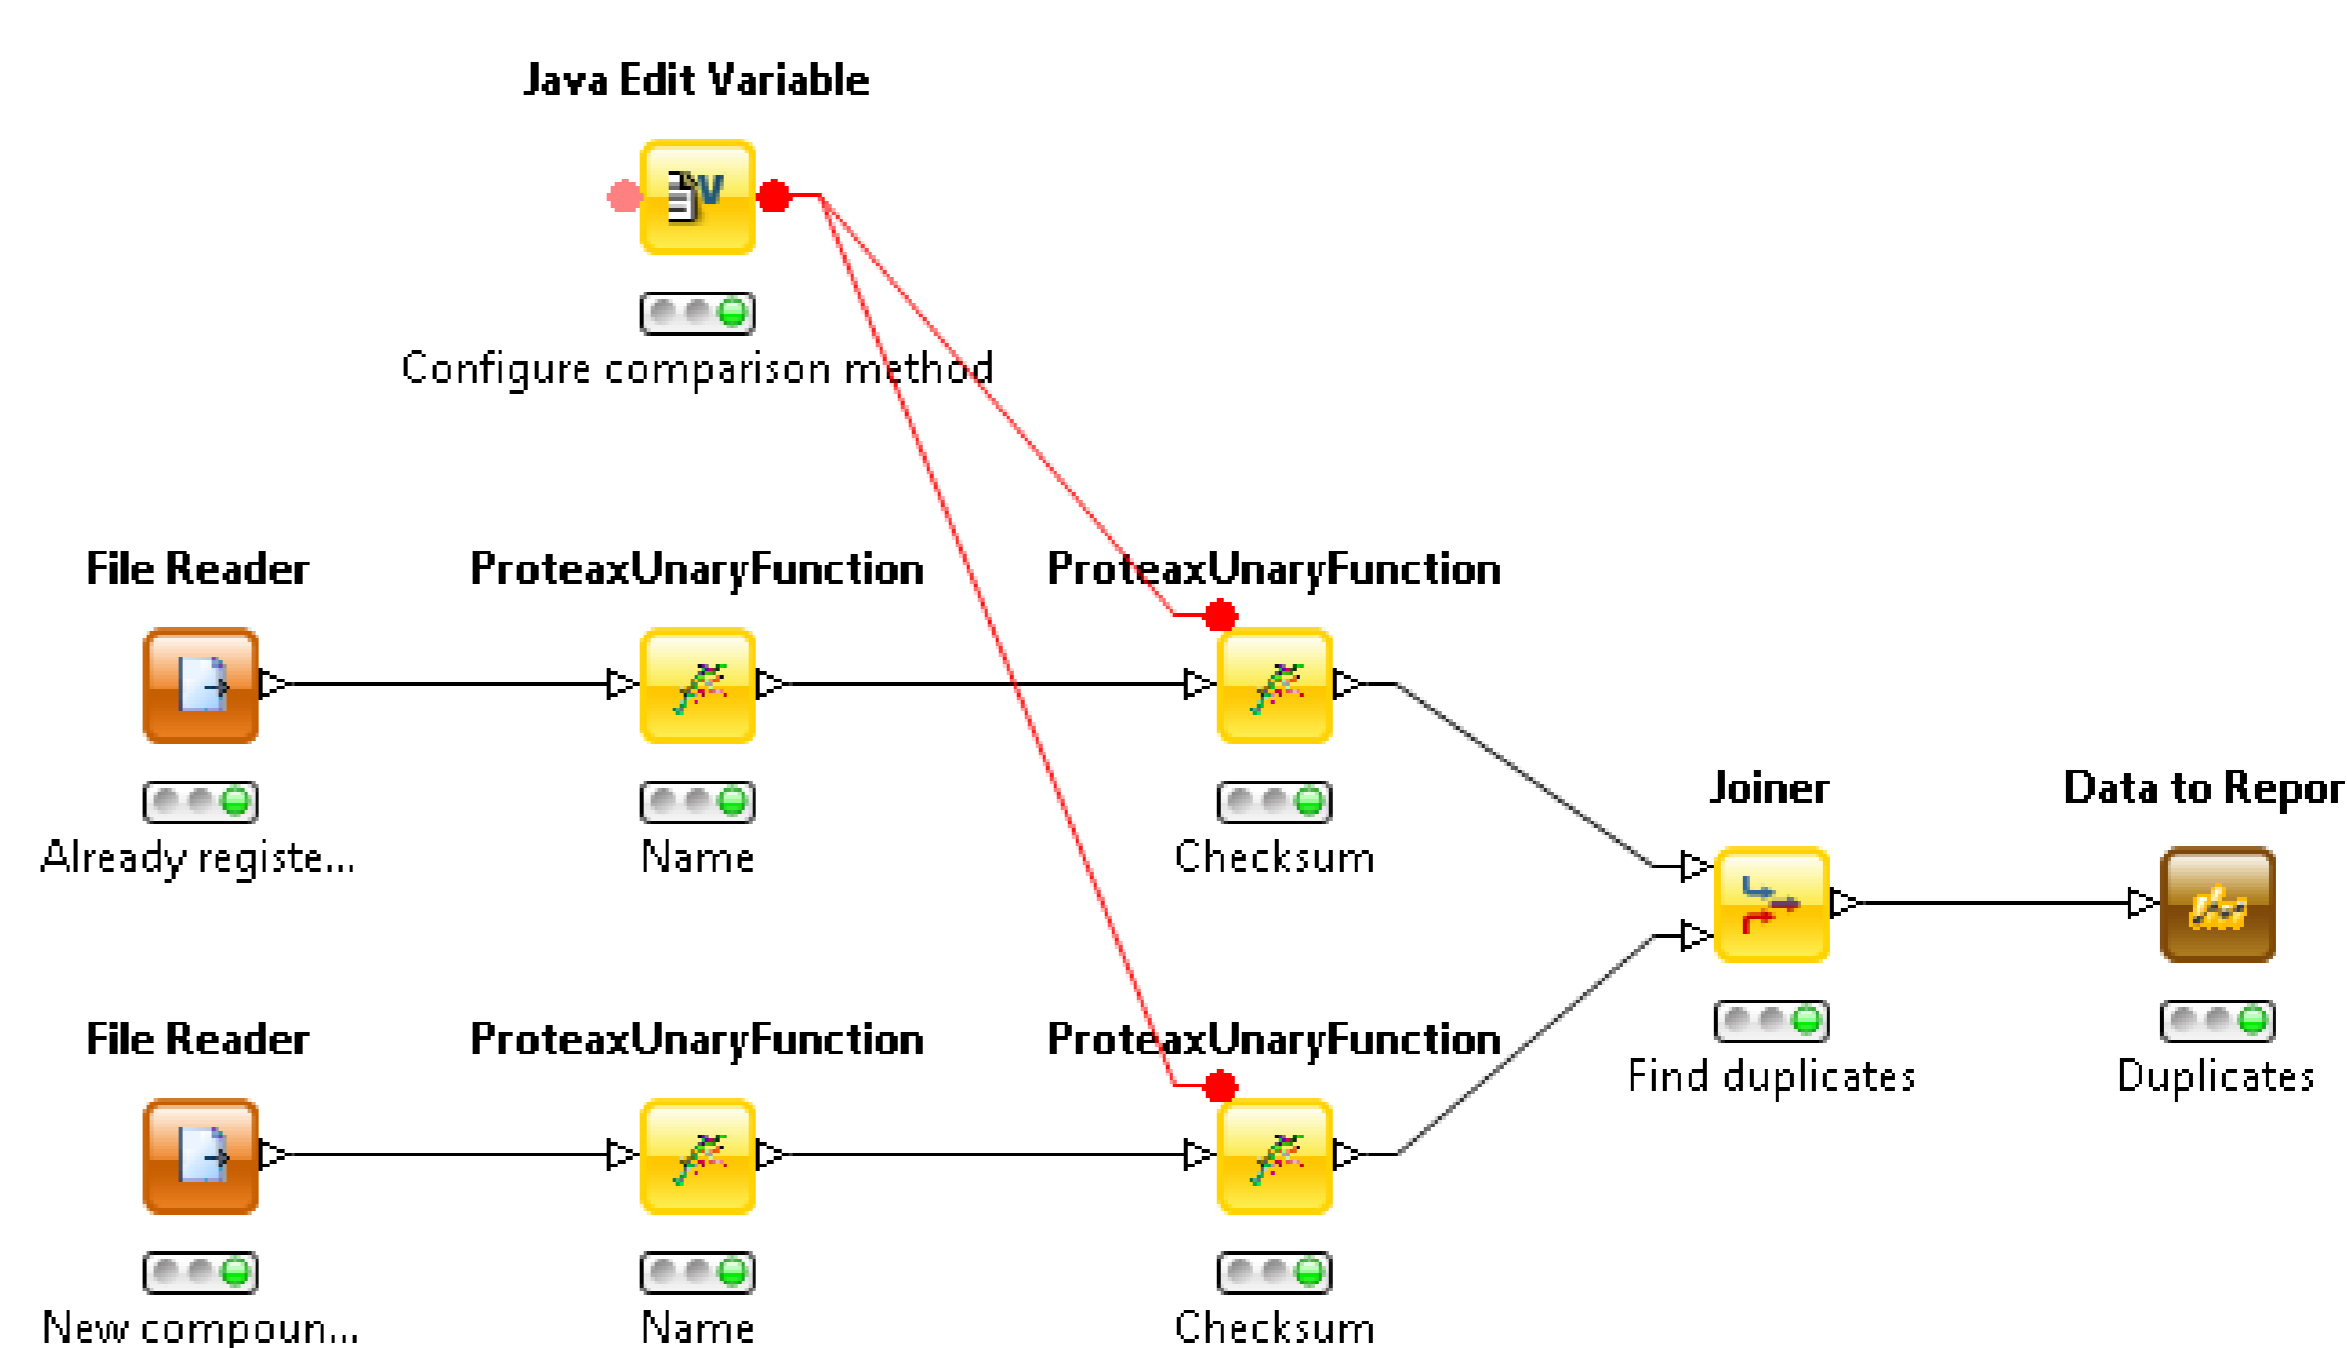 Java Edit Variable
Configure comparison method
File Reader
ProteaxUnaryFunction
ProteaxUnaryFunction
Already registe...
Name
Checksum
Joiner
Data to Repor
Find duplicates
Duplicates
File Reader
ProteaxUnaryFunction
ProteaxUnaryFunction
New compoun...
Name
Checksum